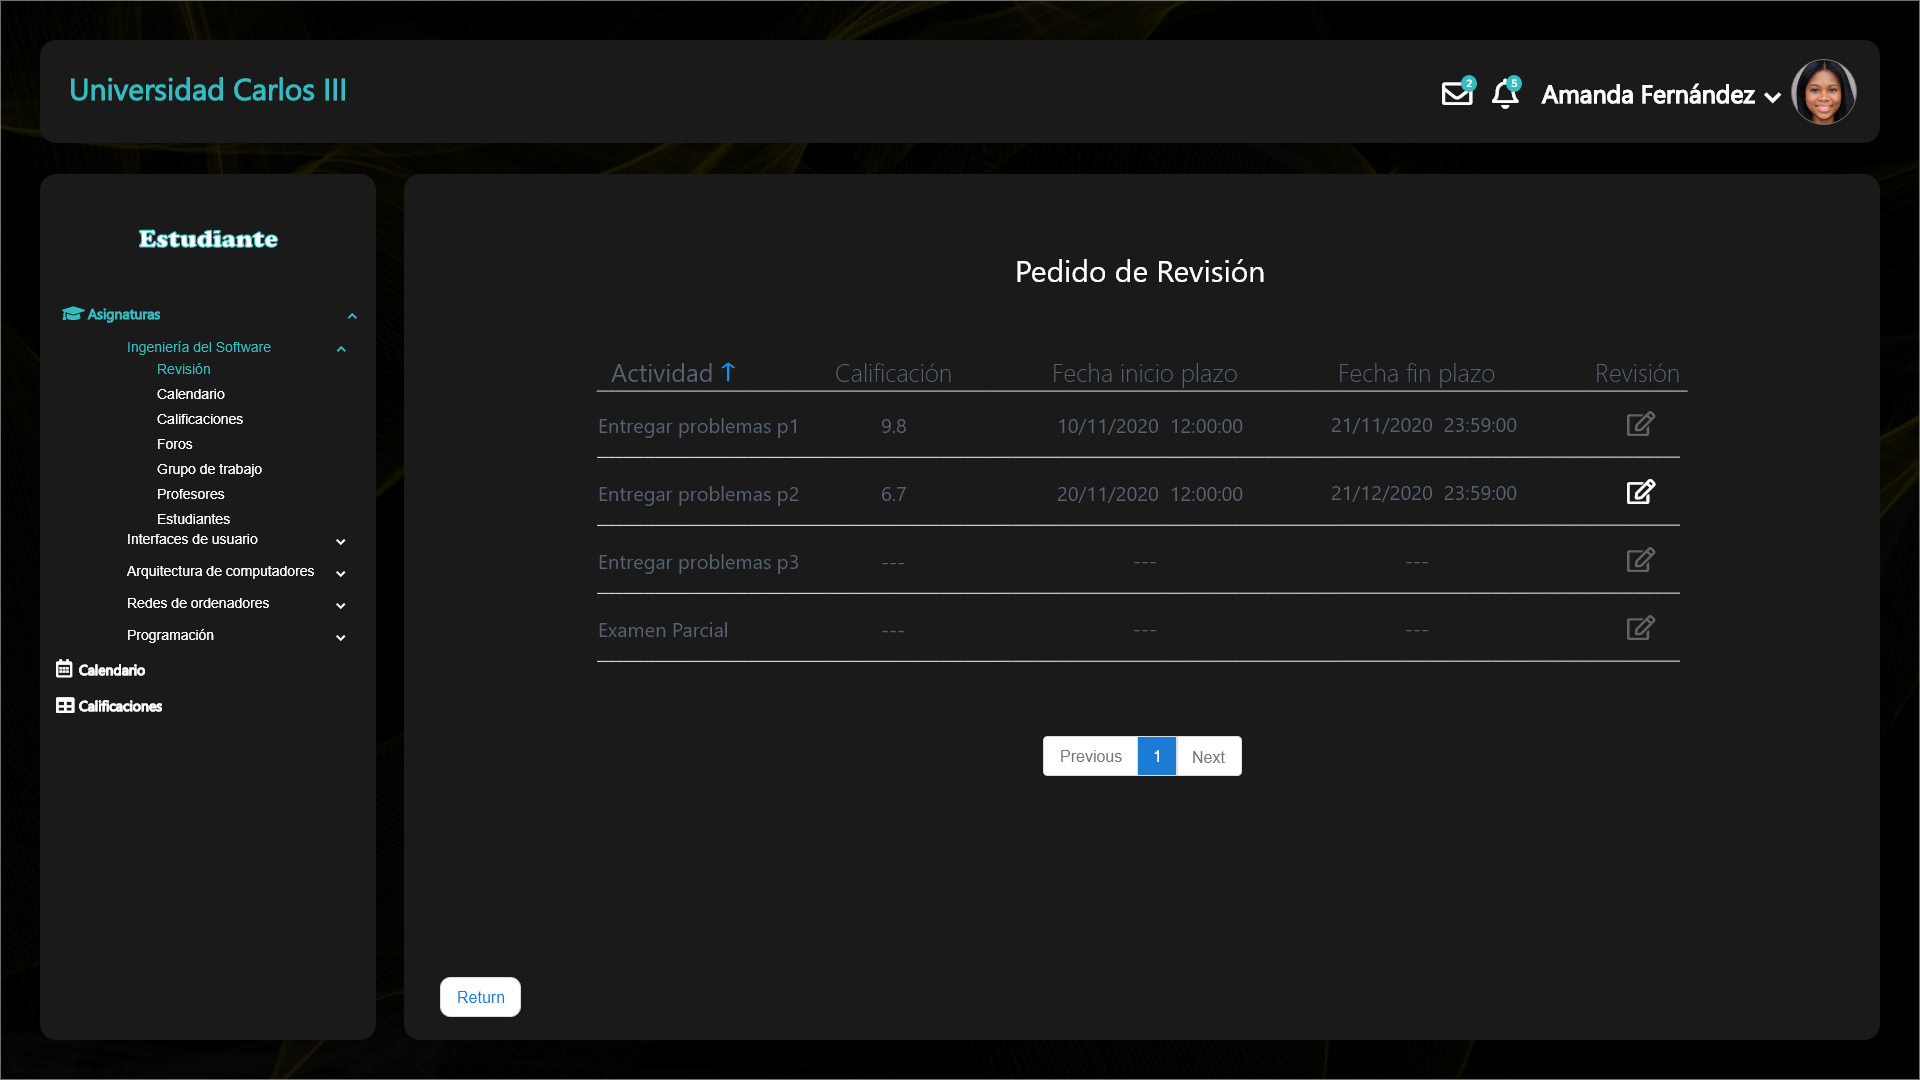 Universidad Carlos III
2
5
Amanda Fernández
Estudiante
Asignaturas
Ingeniería del Software
Revisión
Calendario
Calificaciones
Foros
Grupo de trabajo
Profesores
Estudiantes
Interfaces de usuario
Arquitectura de computadores
Redes de ordenadores
Programación
Calendario
Calificaciones
Pedido de Revisión
Actividad ↑ Calificación Fecha inicio plazo Fecha fin plazo Revisión
Entregar problemas p1 9.8 10/11/2020 12:00:00 21/11/2020 23:59:00
Entregar problemas p2 6.7 20/11/2020 12:00:00 21/12/2020 23:59:00
Entregar problemas p3 --- --- ---
Examen Parcial --- --- ---
Previous 1 Next
Return